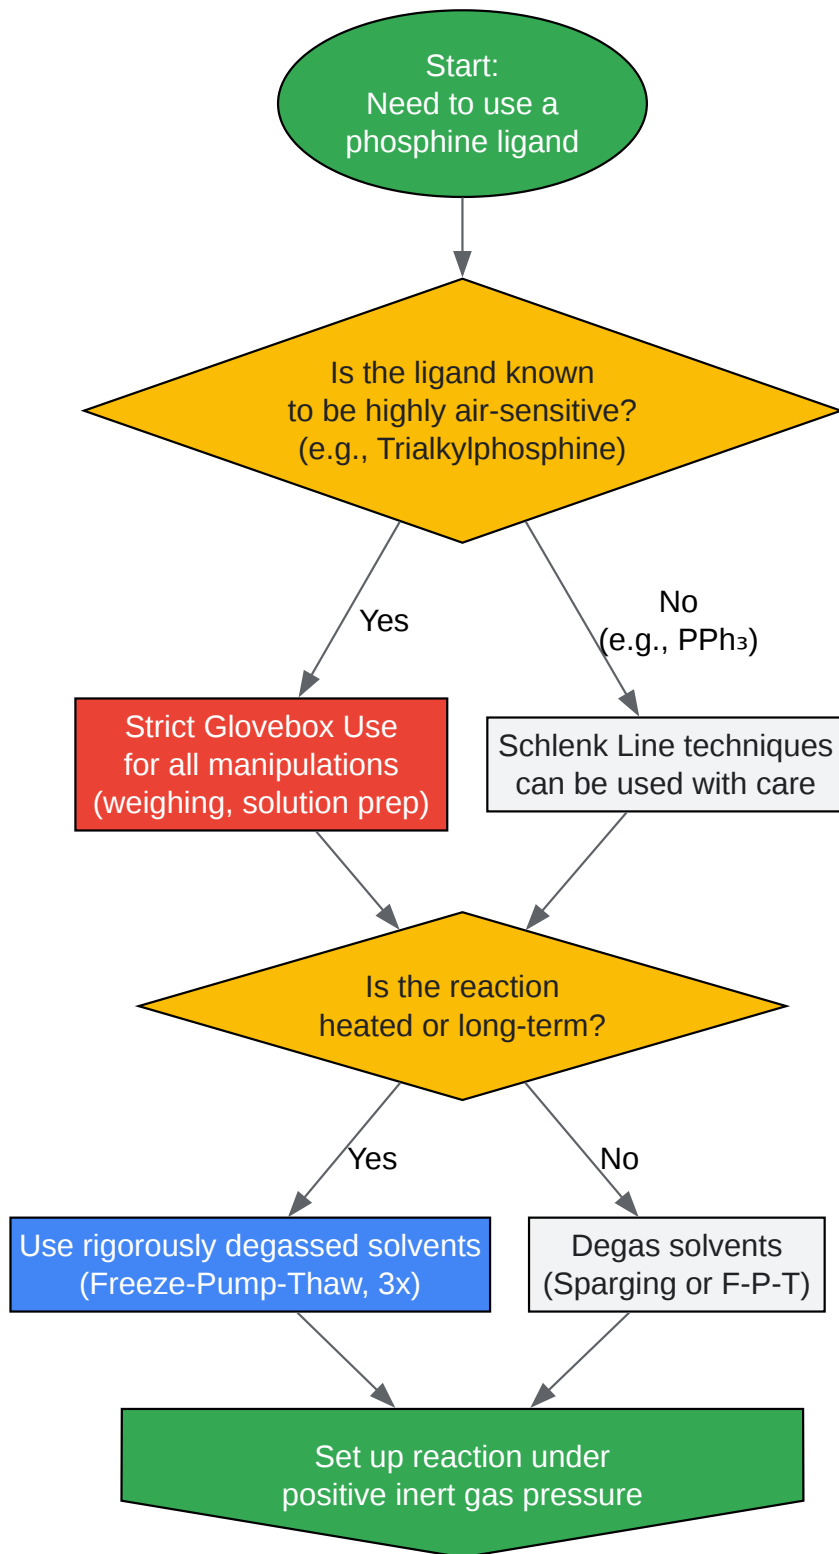 Start:
Need to use a
phosphine ligand
Is the ligand known
to be highly air-sensitive?
(e.g., Trialkylphosphine)
Yes
No
(e.g., PPh₃)
Strict Glovebox Use
for all manipulations
(weighing, solution prep)
Schlenk Line techniques
can be used with care
Is the reaction
heated or long-term?
Yes
No
Use rigorously degassed solvents
(Freeze-Pump-Thaw, 3x)
Degas solvents
(Sparging or F-P-T)
Set up reaction under
positive inert gas pressure